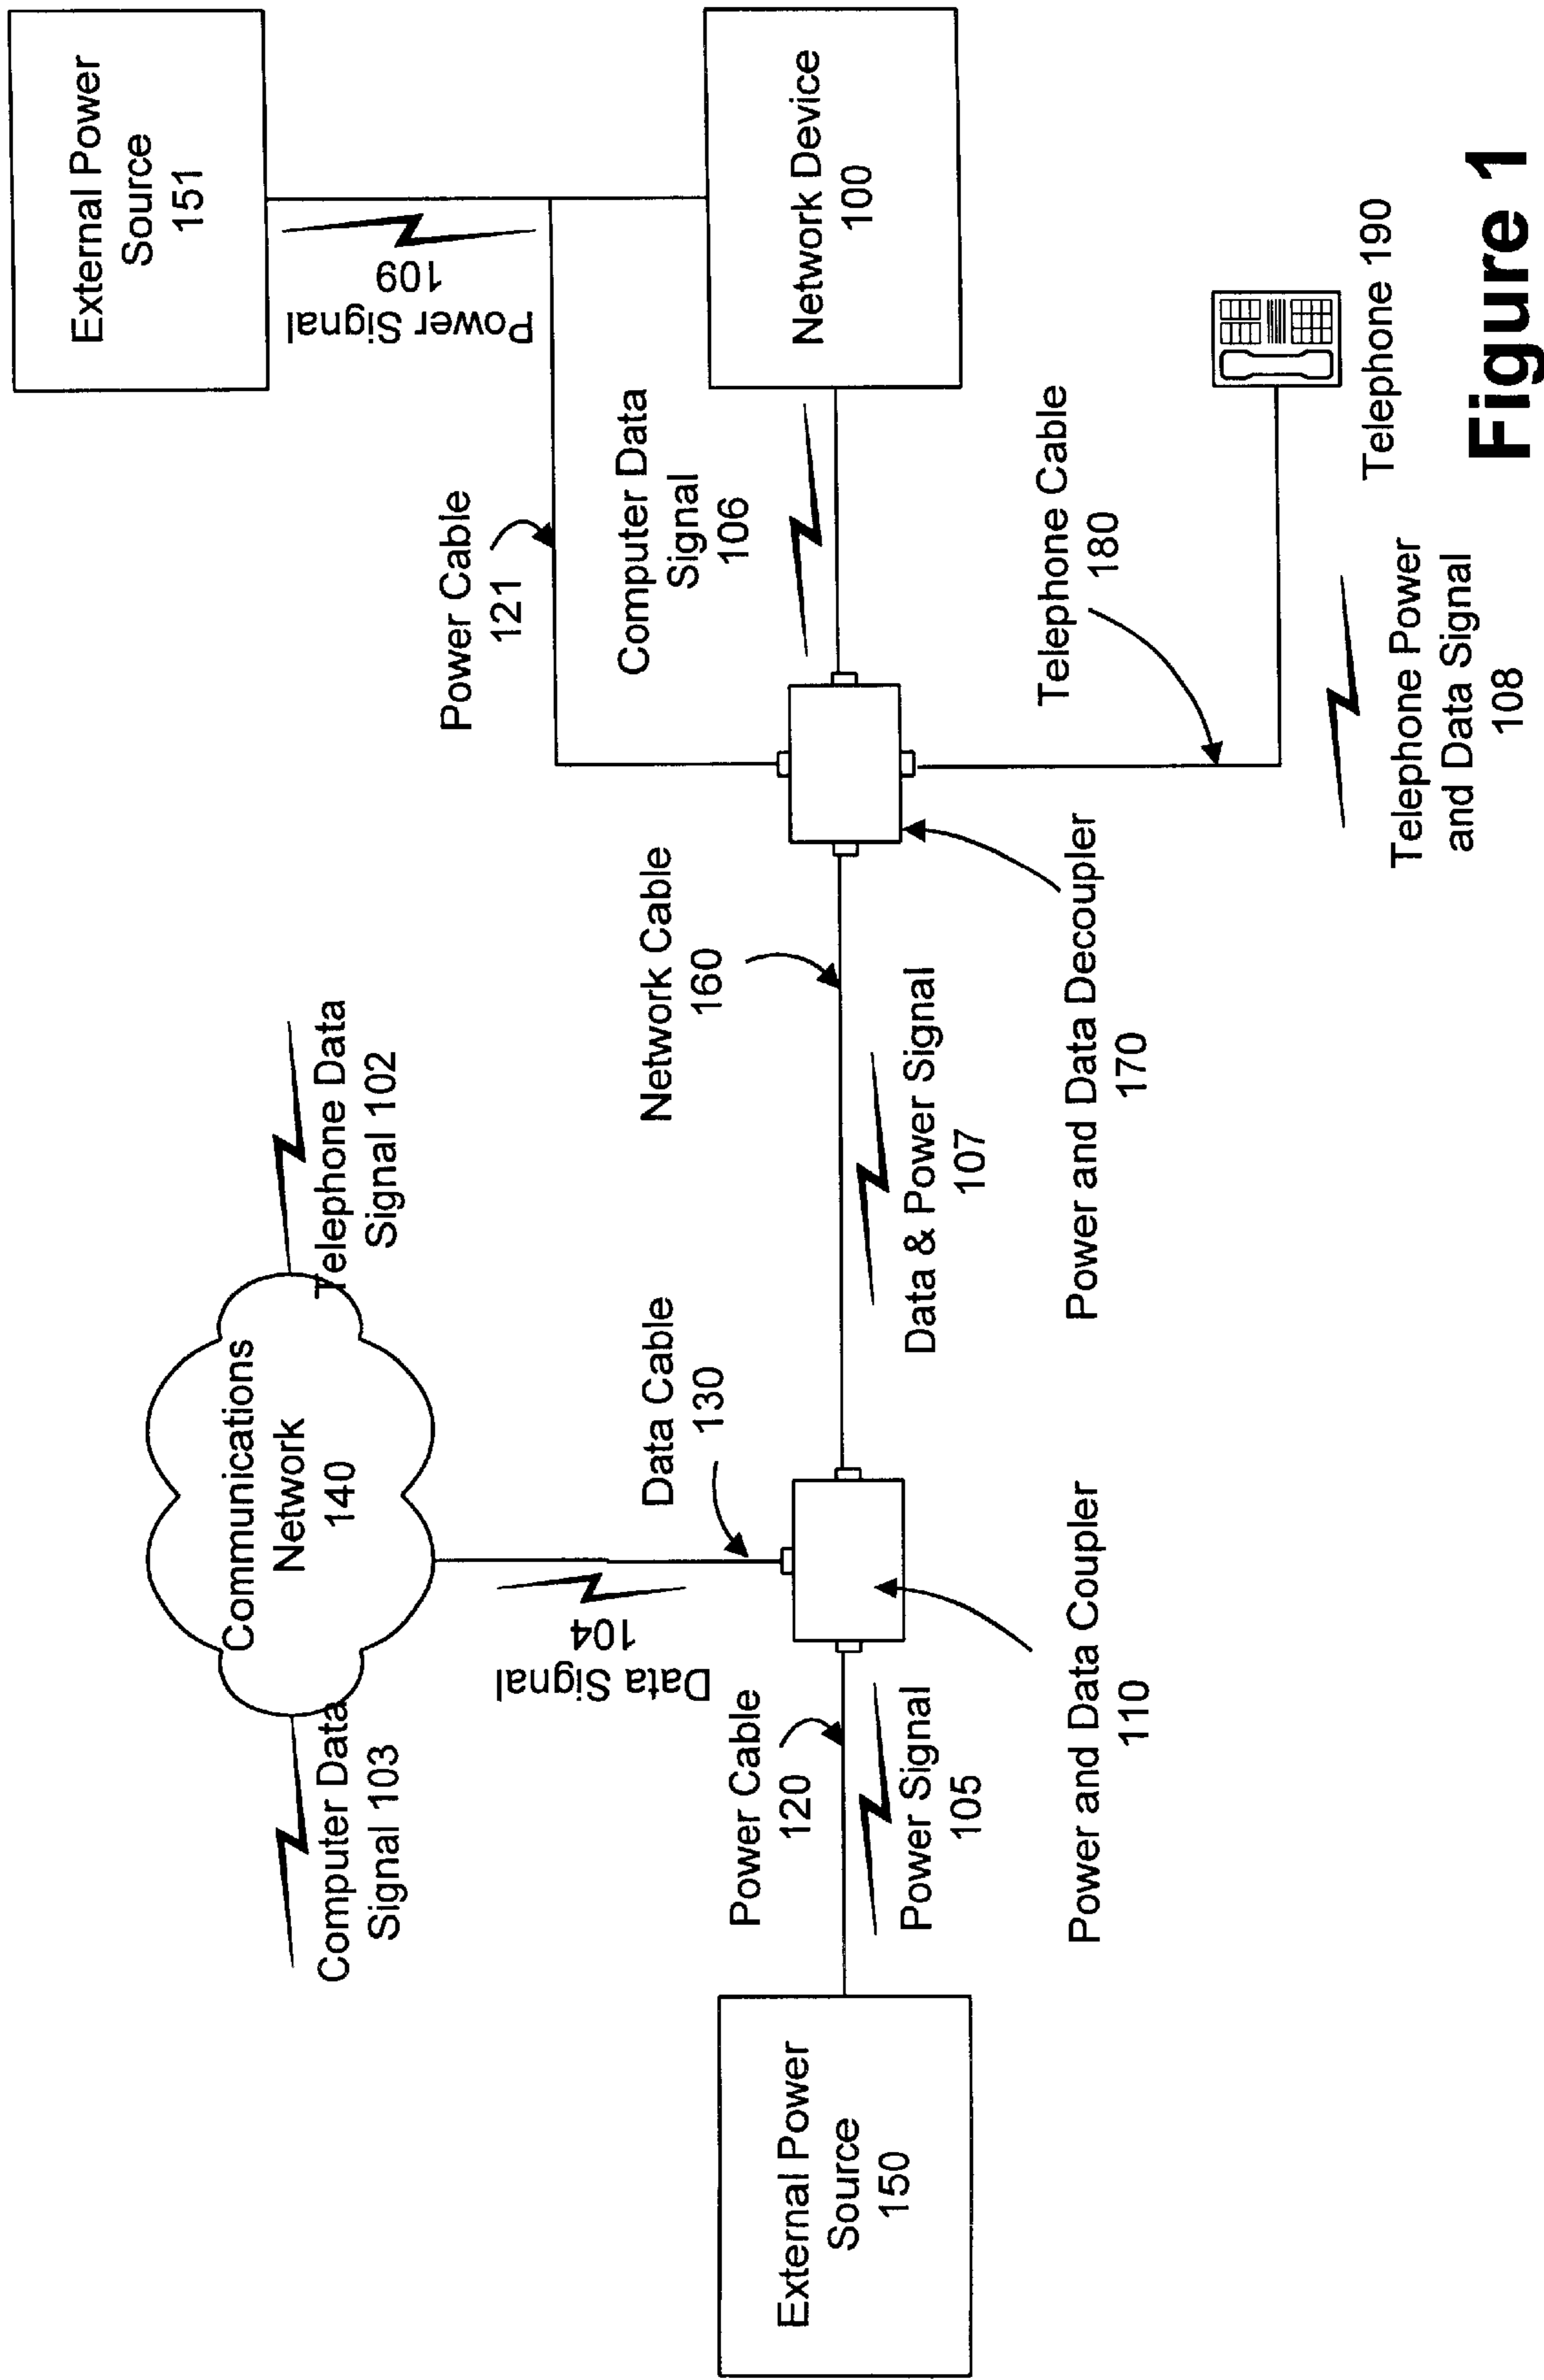 External Power
Source
151
Power Signal
109
Network Device
100
Power Cable
121
Computer Data
Signal
106
Telephone Cable
180
Telephone 190
Telephone Power
and Data Signal
108
Communications
Network
140
Telephone Data
Signal 102
Computer Data
Signal 103
Network Cable
160
Data & Power Signal
107
Power and Data Decoupler
170
Data Cable
130
Data Signal
104
Power Cable
120
Power Signal
105
Power and Data Coupler
110
External Power
Source
150
Figure 1